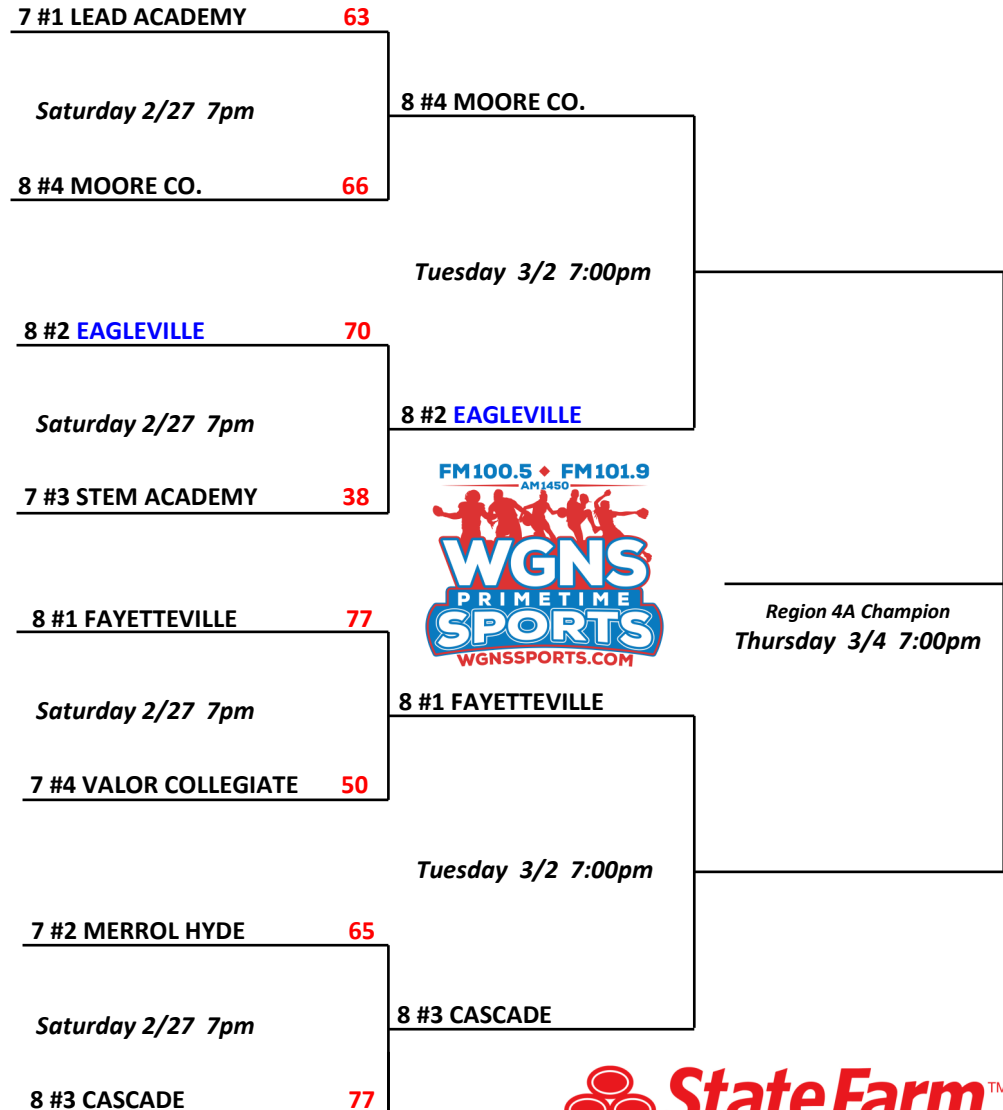 7 #1 LEAD ACADEMY 63
Saturday 2/27 7pm
8 #4 MOORE CO.
8 #4 MOORE CO. 66
Tuesday 3/2 7:00pm
8 #2 EAGLEVILLE 70
Saturday 2/27 7pm
8 #2 EAGLEVILLE
7 #3 STEM ACADEMY 38
FM100.5 ♦ FM101.9
AM1450
WGNS
PRIMETIME
SPORTS
WGNSSPORTS.COM
Region 4A Champion
Thursday 3/4 7:00pm
8 #1 FAYETTEVILLE 77
Saturday 2/27 7pm
8 #1 FAYETTEVILLE
7 #4 VALOR COLLEGIATE 50
Tuesday 3/2 7:00pm
7 #2 MERROL HYDE 65
Saturday 2/27 7pm
8 #3 CASCADE
8 #3 CASCADE 77
State Farm™